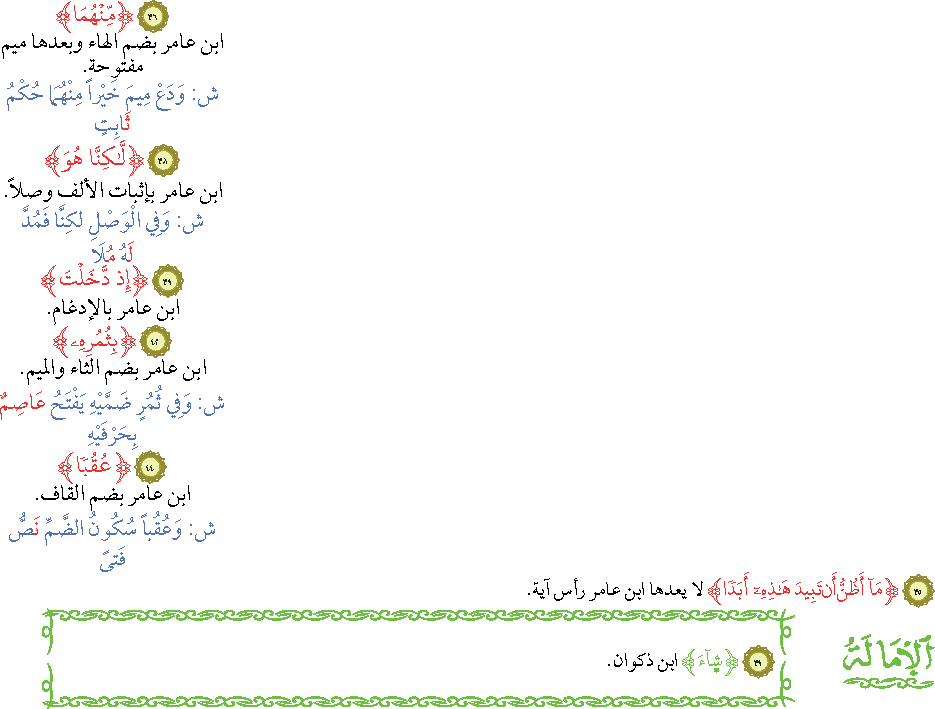 ٣٦ ﴿مِّنْهُمَا﴾
ابن عامر بضم الهاء وبعدها ميم
مفتوحة.
ش: وَدَعْ مِيمَ خَيْراً مِنْهُمَا حُكْمُ
ثَابِتٍ
٣٨ ﴿لَّٰكِنَّا هُوَ﴾
ابن عامر بإثبات الألف وصلاً.
ش: وَفِي الْوَصْلِ لكِنَّا فَمُدَّ
لَهُ مُلَا
٣٩ ﴿إِذ دَّخَلْتَ﴾
ابن عامر بالإدغام.
٤٢ ﴿بِثُمُرِهِۦ﴾
ابن عامر بضم الثاء والميم.
ش: وَفِي ثُمُرٍ ضَمَّيْهِ يَفْتَحُ عَاصِمٌ
بِحَرْفَيْهِ
٤٤ ﴿عُقُبًا﴾
ابن عامر بضم القاف.
ش: وَعُقْباً سُكُونُ الضَّمِّ نَصُّ
فَتىً
٣٥ ﴿مَآ أَظُنُّ أَن تَبِيدَ هَٰذِهِۦٓ أَبَدًا﴾ لا يعدها ابن عامر رأس آية.
الإمالة
٣٩ ﴿شَآءَ﴾ ابن ذكوان.